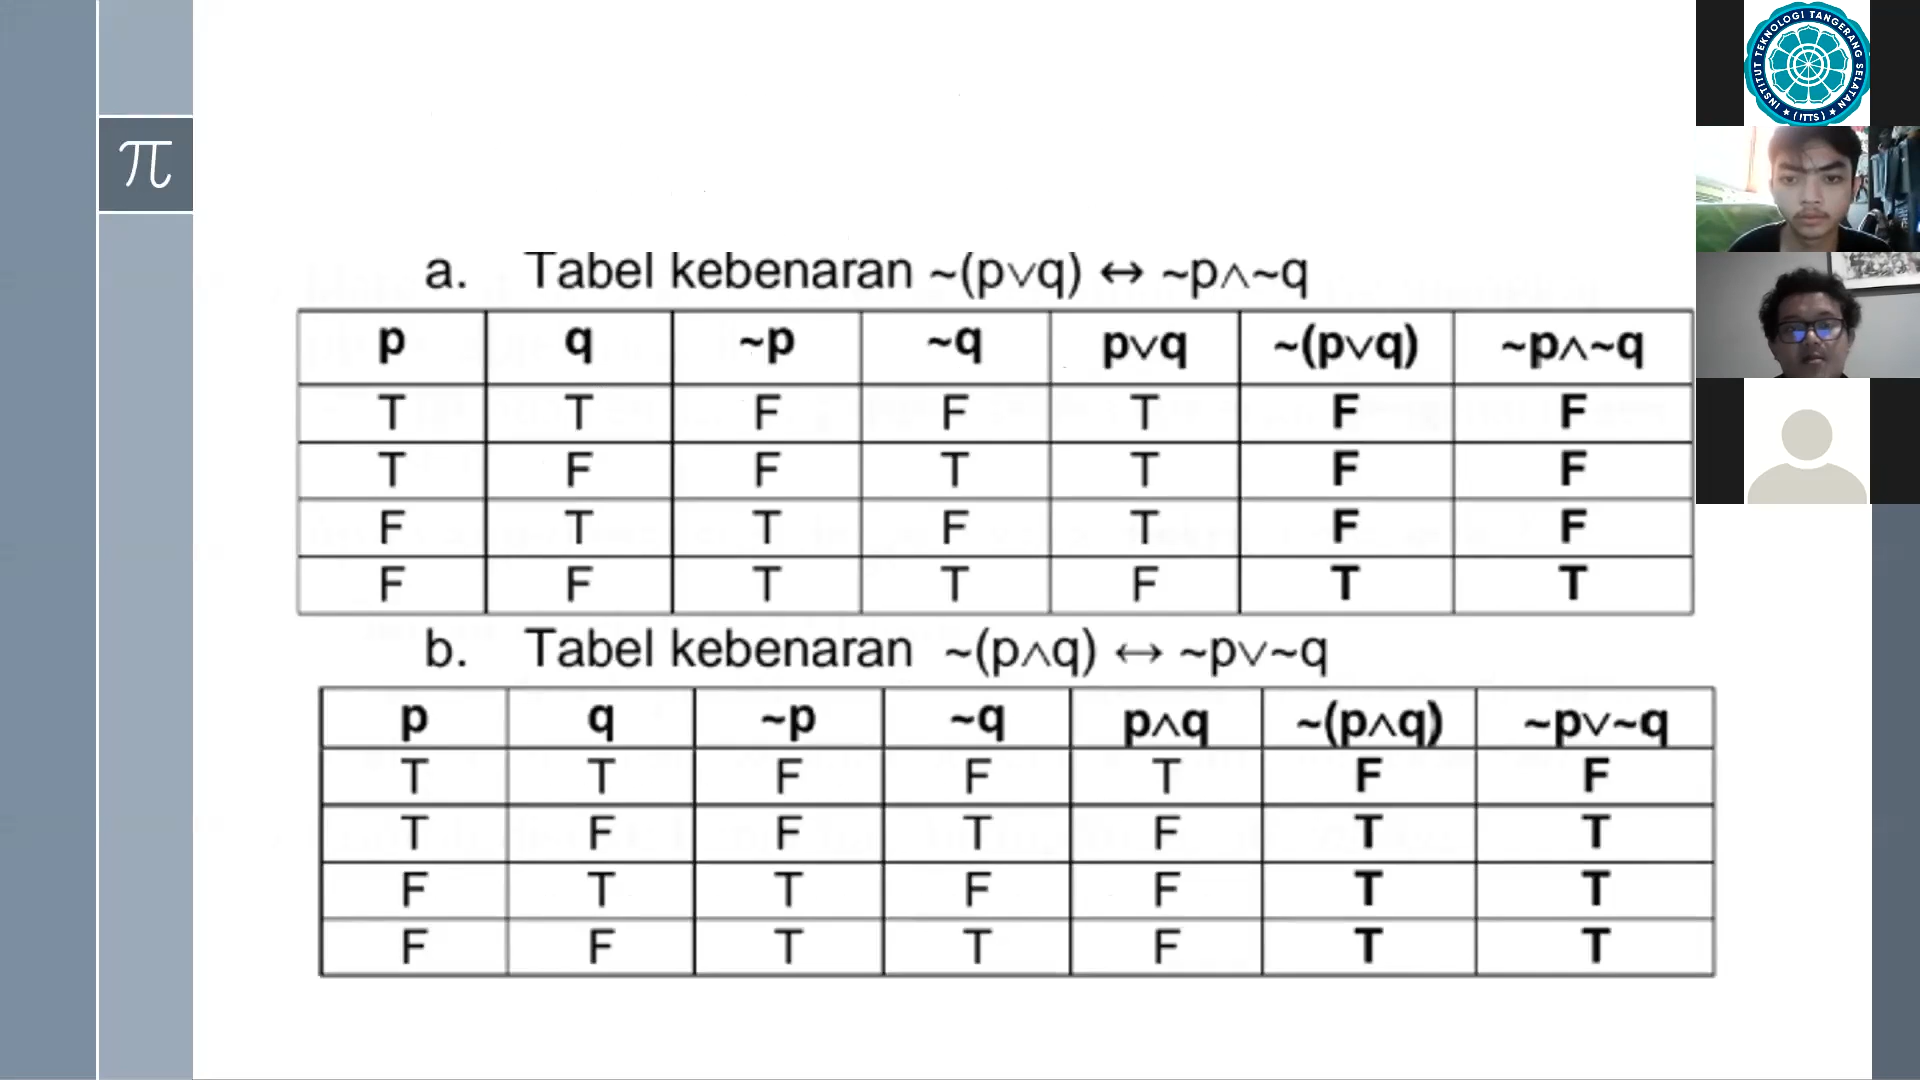 π
a. Tabel kebenaran ~(p∨q) ↔ ~p∧~q
p q ~p ~q p∨q ~(p∨q) ~p∧~q
T T F F T F F
T F F T T F F
F T T F T F F
F F T T F T T
b. Tabel kebenaran ~(p∧q) ↔ ~p∨~q
p q ~p ~q p∧q ~(p∧q) ~p∨~q
T T F F T F F
T F F T F T T
F T T F F T T
F F T T F T T
INSTITUT TEKNOLOGI TANGERANG SELATAN
(ITTS)